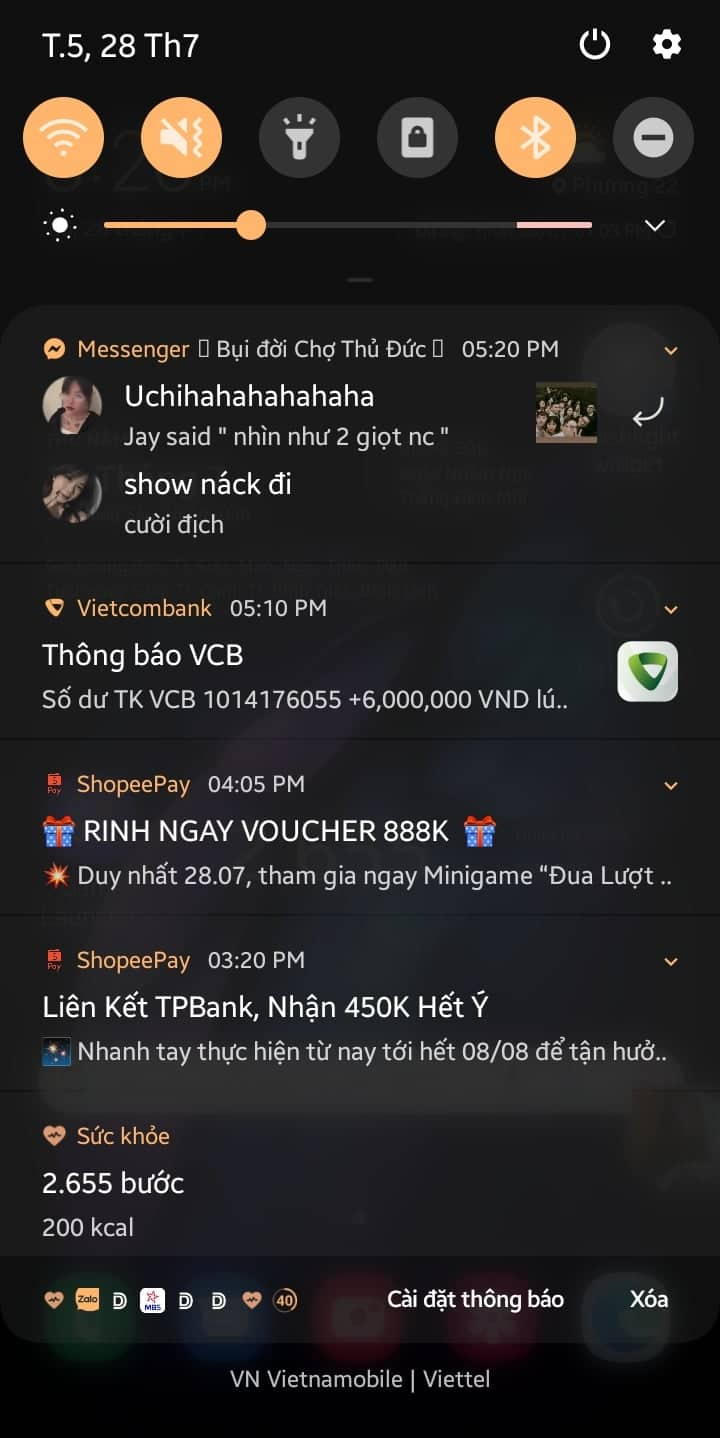 T.5, 28 Th7
Messenger Bụi đời Chợ Thủ Đức 05:20 PM
Uchihahahahahaha
Jay said " nhìn như 2 giọt nc "
show náck đi
cười địch
Vietcombank 05:10 PM
Thông báo VCB
Số dư TK VCB 1014176055 +6,000,000 VND lú..
Pay ShopeePay 04:05 PM
🎁 RINH NGAY VOUCHER 888K 🎁
💥 Duy nhất 28.07, tham gia ngay Minigame “Đua Lượt ..
Pay ShopeePay 03:20 PM
Liên Kết TPBank, Nhận 450K Hết Ý
🎇 Nhanh tay thực hiện từ nay tới hết 08/08 để tận hưở..
Sức khỏe
2.655 bước
200 kcal
Zalo D MBS D D 40 Cài đặt thông báo Xóa
VN Vietnamobile | Viettel